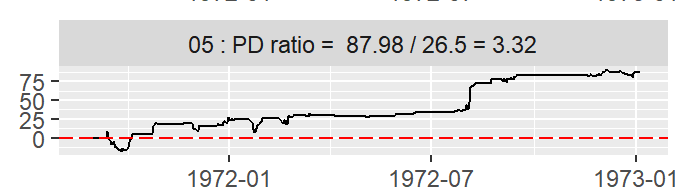 05 : PD ratio =  87.98 / 26.5 = 3.32
75
50
25
0
1972-01 1972-07 1973-01